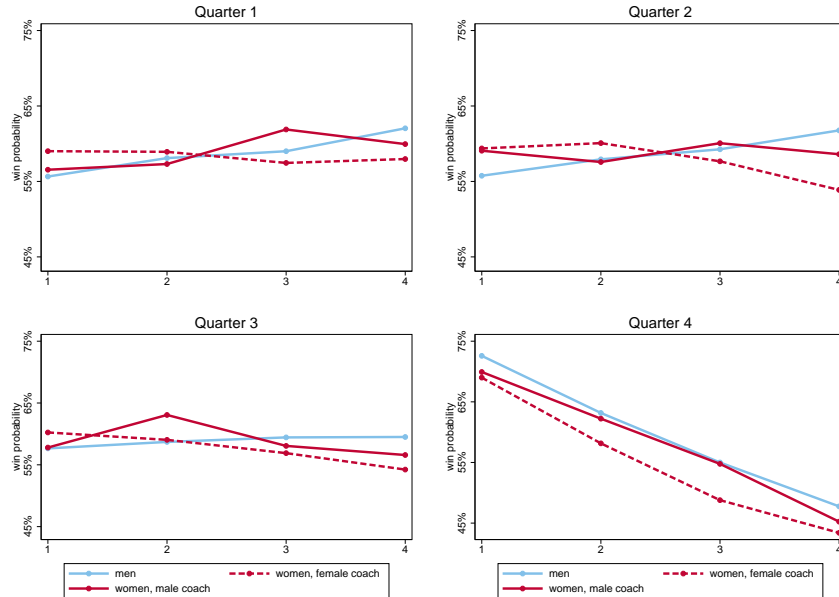 Quarter 1
75%
65%
55%
45%
win probability
1 2 3 4
Quarter 2
75%
65%
55%
45%
win probability
1 2 3 4
Quarter 3
75%
65%
55%
45%
win probability
1 2 3 4
men
women, female coach
women, male coach
Quarter 4
75%
65%
55%
45%
win probability
1 2 3 4
men
women, female coach
women, male coach